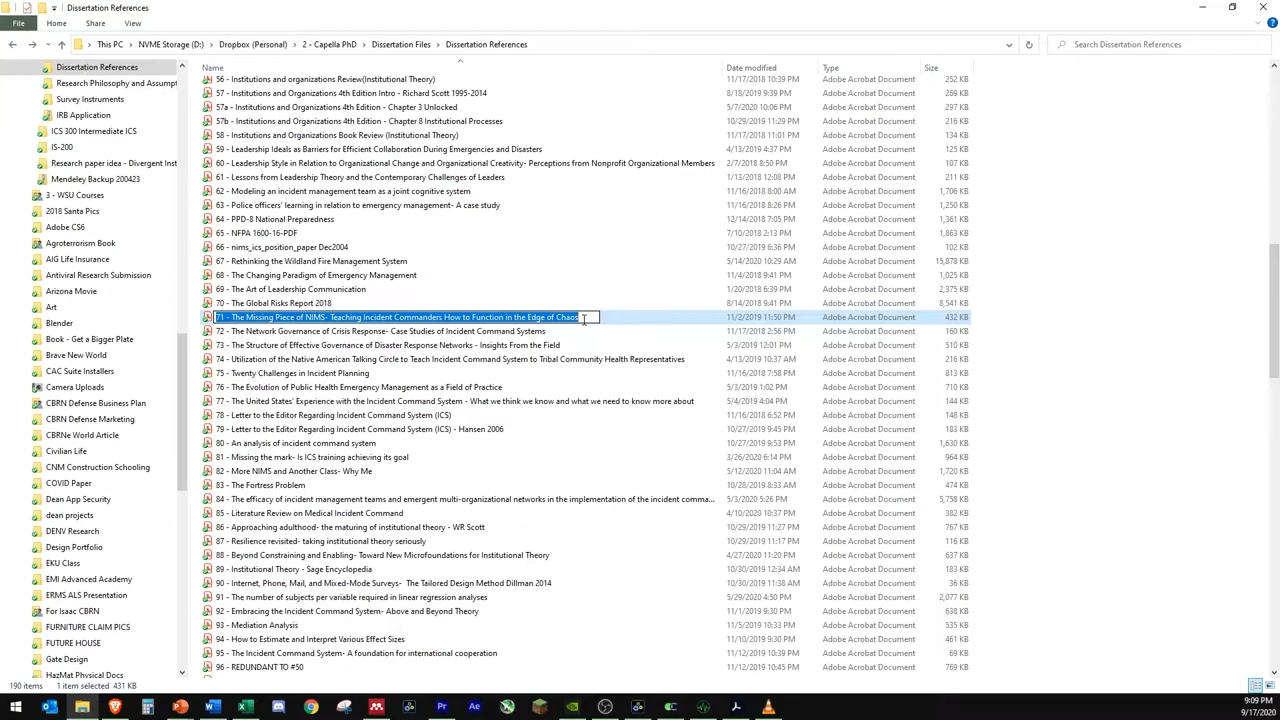 Dissertation References
File Home Share View
This PC NVME Storage (D:) Dropbox (Personal) 2 - Capella PhD Dissertation Files Dissertation References Search Dissertation References
Dissertation References
Research Philosophy and Assumpt
Survey Instruments
IRB Application
ICS 300 Intermediate ICS
IS-200
Research paper idea - Divergent Inst
Mendeley Backup 200423
3 - WSU Courses
2018 Santa Pics
Adobe CS6
Agroterrorism Book
AIG Life Insurance
Antiviral Research Submission
Arizona Movie
Art
Blender
Book - Get a Bigger Plate
Brave New World
CAC Suite Installers
Camera Uploads
CBRN Defense Business Plan
CBRN Defense Marketing
CBRNe World Article
Civilian Life
CNM Construction Schooling
COVID Paper
Dean App Security
dean projects
DENV Research
Design Portfolio
EKU Class
EMI Advanced Academy
ERMS ALS Presentation
For Isaac CBRN
FURNITURE CLAIM PICS
FUTURE HOUSE
Gate Design
HazMat Physical Docs
Name Date modified Type Size
56 - Institutions and organizations Review(Institutional Theory) 11/17/2018 10:39 PM Adobe Acrobat Document 252 KB
57 - Institutions and Organizations 4th Edition Intro - Richard Scott 1995-2014 8/18/2019 9:39 PM Adobe Acrobat Document 269 KB
57a - Institutions and Organizations 4th Edition - Chapter 3 Unlocked 5/7/2020 10:06 PM Adobe Acrobat Document 297 KB
57b - Institutions and Organizations 4th Edition - Chapter 8 Institutional Processes 10/29/2019 11:29 PM Adobe Acrobat Document 216 KB
58 - Institutions and Organizations Book Review (Institutional Theory) 11/17/2018 11:01 PM Adobe Acrobat Document 134 KB
59 - Leadership Ideals as Barriers for Efficient Collaboration During Emergencies and Disasters 4/13/2019 4:37 PM Adobe Acrobat Document 125 KB
60 - Leadership Style in Relation to Organizational Change and Organizational Creativity- Perceptions from Nonprofit Organizational Members 2/7/2018 8:50 PM Adobe Acrobat Document 107 KB
61 - Lessons from Leadership Theory and the Contemporary Challenges of Leaders 1/13/2018 12:08 PM Adobe Acrobat Document 211 KB
62 - Modeling an incident management team as a joint cognitive system 11/16/2018 8:00 AM Adobe Acrobat Document 1,706 KB
63 - Police officers' learning in relation to emergency management- A case study 11/16/2018 8:26 PM Adobe Acrobat Document 1,250 KB
64 - PPD-8 National Preparedness 12/14/2018 7:05 PM Adobe Acrobat Document 1,361 KB
65 - NFPA 1600-16-PDF 7/10/2018 2:13 PM Adobe Acrobat Document 1,863 KB
66 - nims_ics_position_paper Dec2004 10/27/2019 6:36 PM Adobe Acrobat Document 102 KB
67 - Rethinking the Wildland Fire Management System 5/14/2020 10:29 AM Adobe Acrobat Document 15,878 KB
68 - The Changing Paradigm of Emergency Management 11/4/2018 9:41 PM Adobe Acrobat Document 1,025 KB
69 - The Art of Leadership Communication 1/20/2018 6:39 PM Adobe Acrobat Document 2,375 KB
70 - The Global Risks Report 2018 8/14/2018 9:41 PM Adobe Acrobat Document 8,541 KB
71 - The Missing Piece of NIMS- Teaching Incident Commanders How to Function in the Edge of Chaos 11/2/2019 11:50 PM Adobe Acrobat Document 432 KB
72 - The Network Governance of Crisis Response- Case Studies of Incident Command Systems 11/17/2018 2:56 PM Adobe Acrobat Document 160 KB
73 - The Structure of Effective Governance of Disaster Response Networks - Insights From the Field 5/3/2019 12:01 PM Adobe Acrobat Document 510 KB
74 - Utilization of the Native American Talking Circle to Teach Incident Command System to Tribal Community Health Representatives 4/13/2019 10:37 AM Adobe Acrobat Document 216 KB
75 - Twenty Challenges in Incident Planning 11/16/2018 7:58 PM Adobe Acrobat Document 813 KB
76 - The Evolution of Public Health Emergency Management as a Field of Practice 5/3/2019 1:02 PM Adobe Acrobat Document 710 KB
77 - The United States' Experience with the Incident Command System - What we think we know and what we need to know more about 5/4/2019 4:04 PM Adobe Acrobat Document 144 KB
78 - Letter to the Editor Regarding Incident Command System (ICS) 11/16/2018 6:52 PM Adobe Acrobat Document 148 KB
79 - Letter to the Editor Regarding Incident Command System (ICS) - Hansen 2006 10/27/2019 9:45 PM Adobe Acrobat Document 183 KB
80 - An analysis of incident command system 10/27/2019 9:53 PM Adobe Acrobat Document 1,630 KB
81 - Missing the mark- Is ICS training achieving its goal 3/26/2020 6:14 PM Adobe Acrobat Document 964 KB
82 - More NIMS and Another Class- Why Me 5/12/2020 11:04 AM Adobe Acrobat Document 1,720 KB
83 - The Fortress Problem 10/28/2019 8:33 AM Adobe Acrobat Document 474 KB
84 - The efficacy of incident management teams and emergent multi-organizational networks in the implementation of the incident comma... 5/3/2020 5:26 PM Adobe Acrobat Document 5,758 KB
85 - Literature Review on Medical Incident Command 4/10/2020 10:37 PM Adobe Acrobat Document 382 KB
86 - Approaching adulthood- the maturing of institutional theory - WR Scott 10/29/2019 11:27 PM Adobe Acrobat Document 767 KB
87 - Resilience revisited- taking institutional theory seriously 10/29/2019 11:17 PM Adobe Acrobat Document 116 KB
88 - Beyond Constraining and Enabling- Toward New Microfoundations for Institutional Theory 4/27/2020 11:20 PM Adobe Acrobat Document 637 KB
89 - Institutional Theory - Sage Encyclopedia 10/30/2019 12:34 AM Adobe Acrobat Document 183 KB
90 - Internet, Phone, Mail, and Mixed-Mode Surveys- The Tailored Design Method Dillman 2014 10/30/2019 11:38 AM Adobe Acrobat Document 36 KB
91 - The number of subjects per variable required in linear regression analyses 5/29/2020 4:50 PM Adobe Acrobat Document 2,077 KB
92 - Embracing the Incident Command System- Above and Beyond Theory 11/1/2019 9:30 PM Adobe Acrobat Document 638 KB
93 - Mediation Analysis 11/5/2019 10:33 PM Adobe Acrobat Document 535 KB
94 - How to Estimate and Interpret Various Effect Sizes 11/10/2019 9:30 PM Adobe Acrobat Document 461 KB
95 - The Incident Command System- A foundation for international cooperation 11/12/2019 10:39 PM Adobe Acrobat Document 69 KB
96 - REDUNDANT TO #50 11/12/2019 10:45 PM Adobe Acrobat Document 769 KB
190 items 1 item selected 431 KB
9:09 PM
9/17/2020